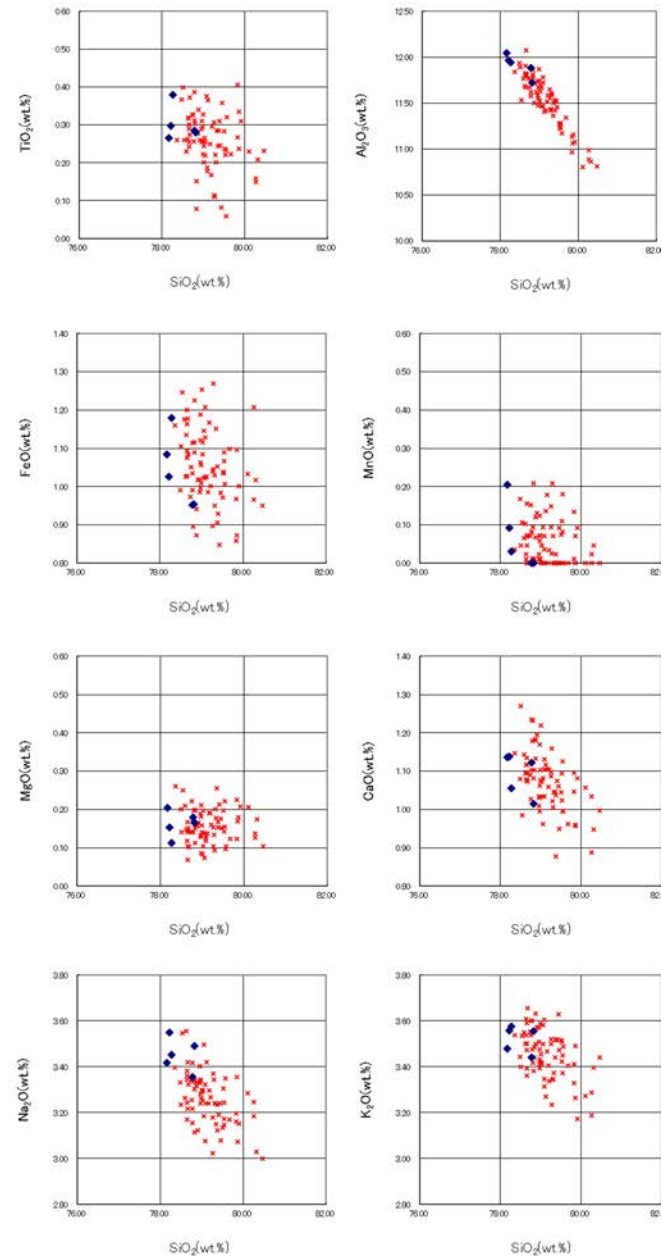 0.60
0.50
0.40
0.30
0.20
0.10
0.00
TiO₂(wt.%)
76.00 78.00 80.00 82.00
SiO₂(wt.%)
12.50
12.00
11.50
11.00
10.50
10.00
Al₂O₃(wt.%)
76.00 78.00 80.00 82.00
SiO₂(wt.%)
1.40
1.30
1.20
1.10
1.00
0.90
0.80
FeO(wt.%)
76.00 78.00 80.00 82.00
SiO₂(wt.%)
0.60
0.50
0.40
0.30
0.20
0.10
0.00
MnO(wt.%)
76.00 78.00 80.00 82.0
SiO₂(wt.%)
0.60
0.50
0.40
0.30
0.20
0.10
0.00
MgO(wt.%)
76.00 78.00 80.00 82.00
SiO₂(wt.%)
1.40
1.30
1.20
1.10
1.00
0.90
0.80
CaO(wt.%)
76.00 78.00 80.00 82.0
SiO₂(wt.%)
3.80
3.60
3.40
3.20
3.00
2.80
Na₂O(wt.%)
76.00 78.00 80.00 82.00
SiO₂(wt.%)
3.80
3.60
3.40
3.20
3.00
2.80
K₂O(wt.%)
76.00 78.00 80.00 82.0
SiO₂(wt.%)